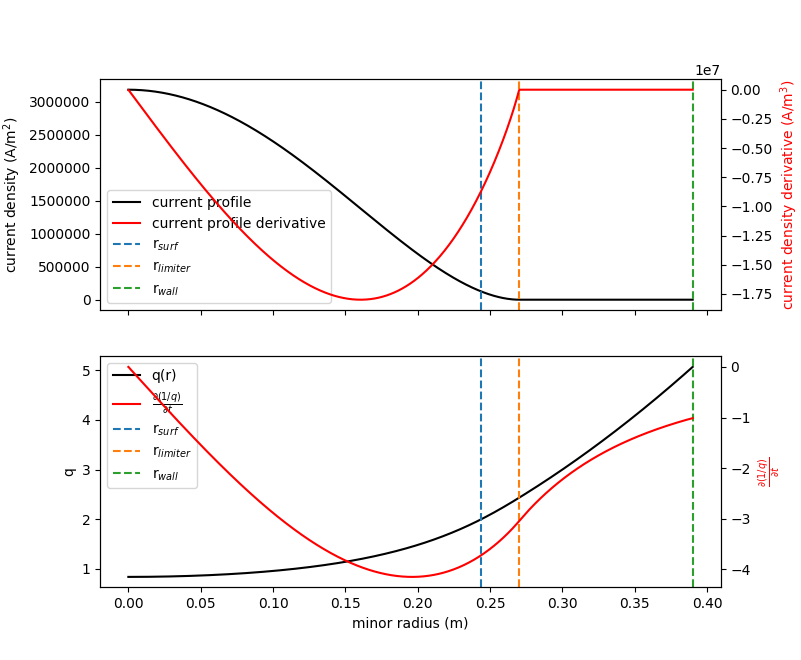 1e7
3000000
2500000
2000000
1500000
1000000
500000
0
current density (A/m²)
0.00
−0.25
−0.50
−0.75
−1.00
−1.25
−1.50
−1.75
current density derivative (A/m³)
current profile
current profile derivative
r_surf
r_limiter
r_wall
5
4
3
2
1
q
0
−1
−2
−3
−4
∂(1/q)/∂t
q(r)
∂(1/q)/∂t
r_surf
r_limiter
r_wall
0.00 0.05 0.10 0.15 0.20 0.25 0.30 0.35 0.40
minor radius (m)